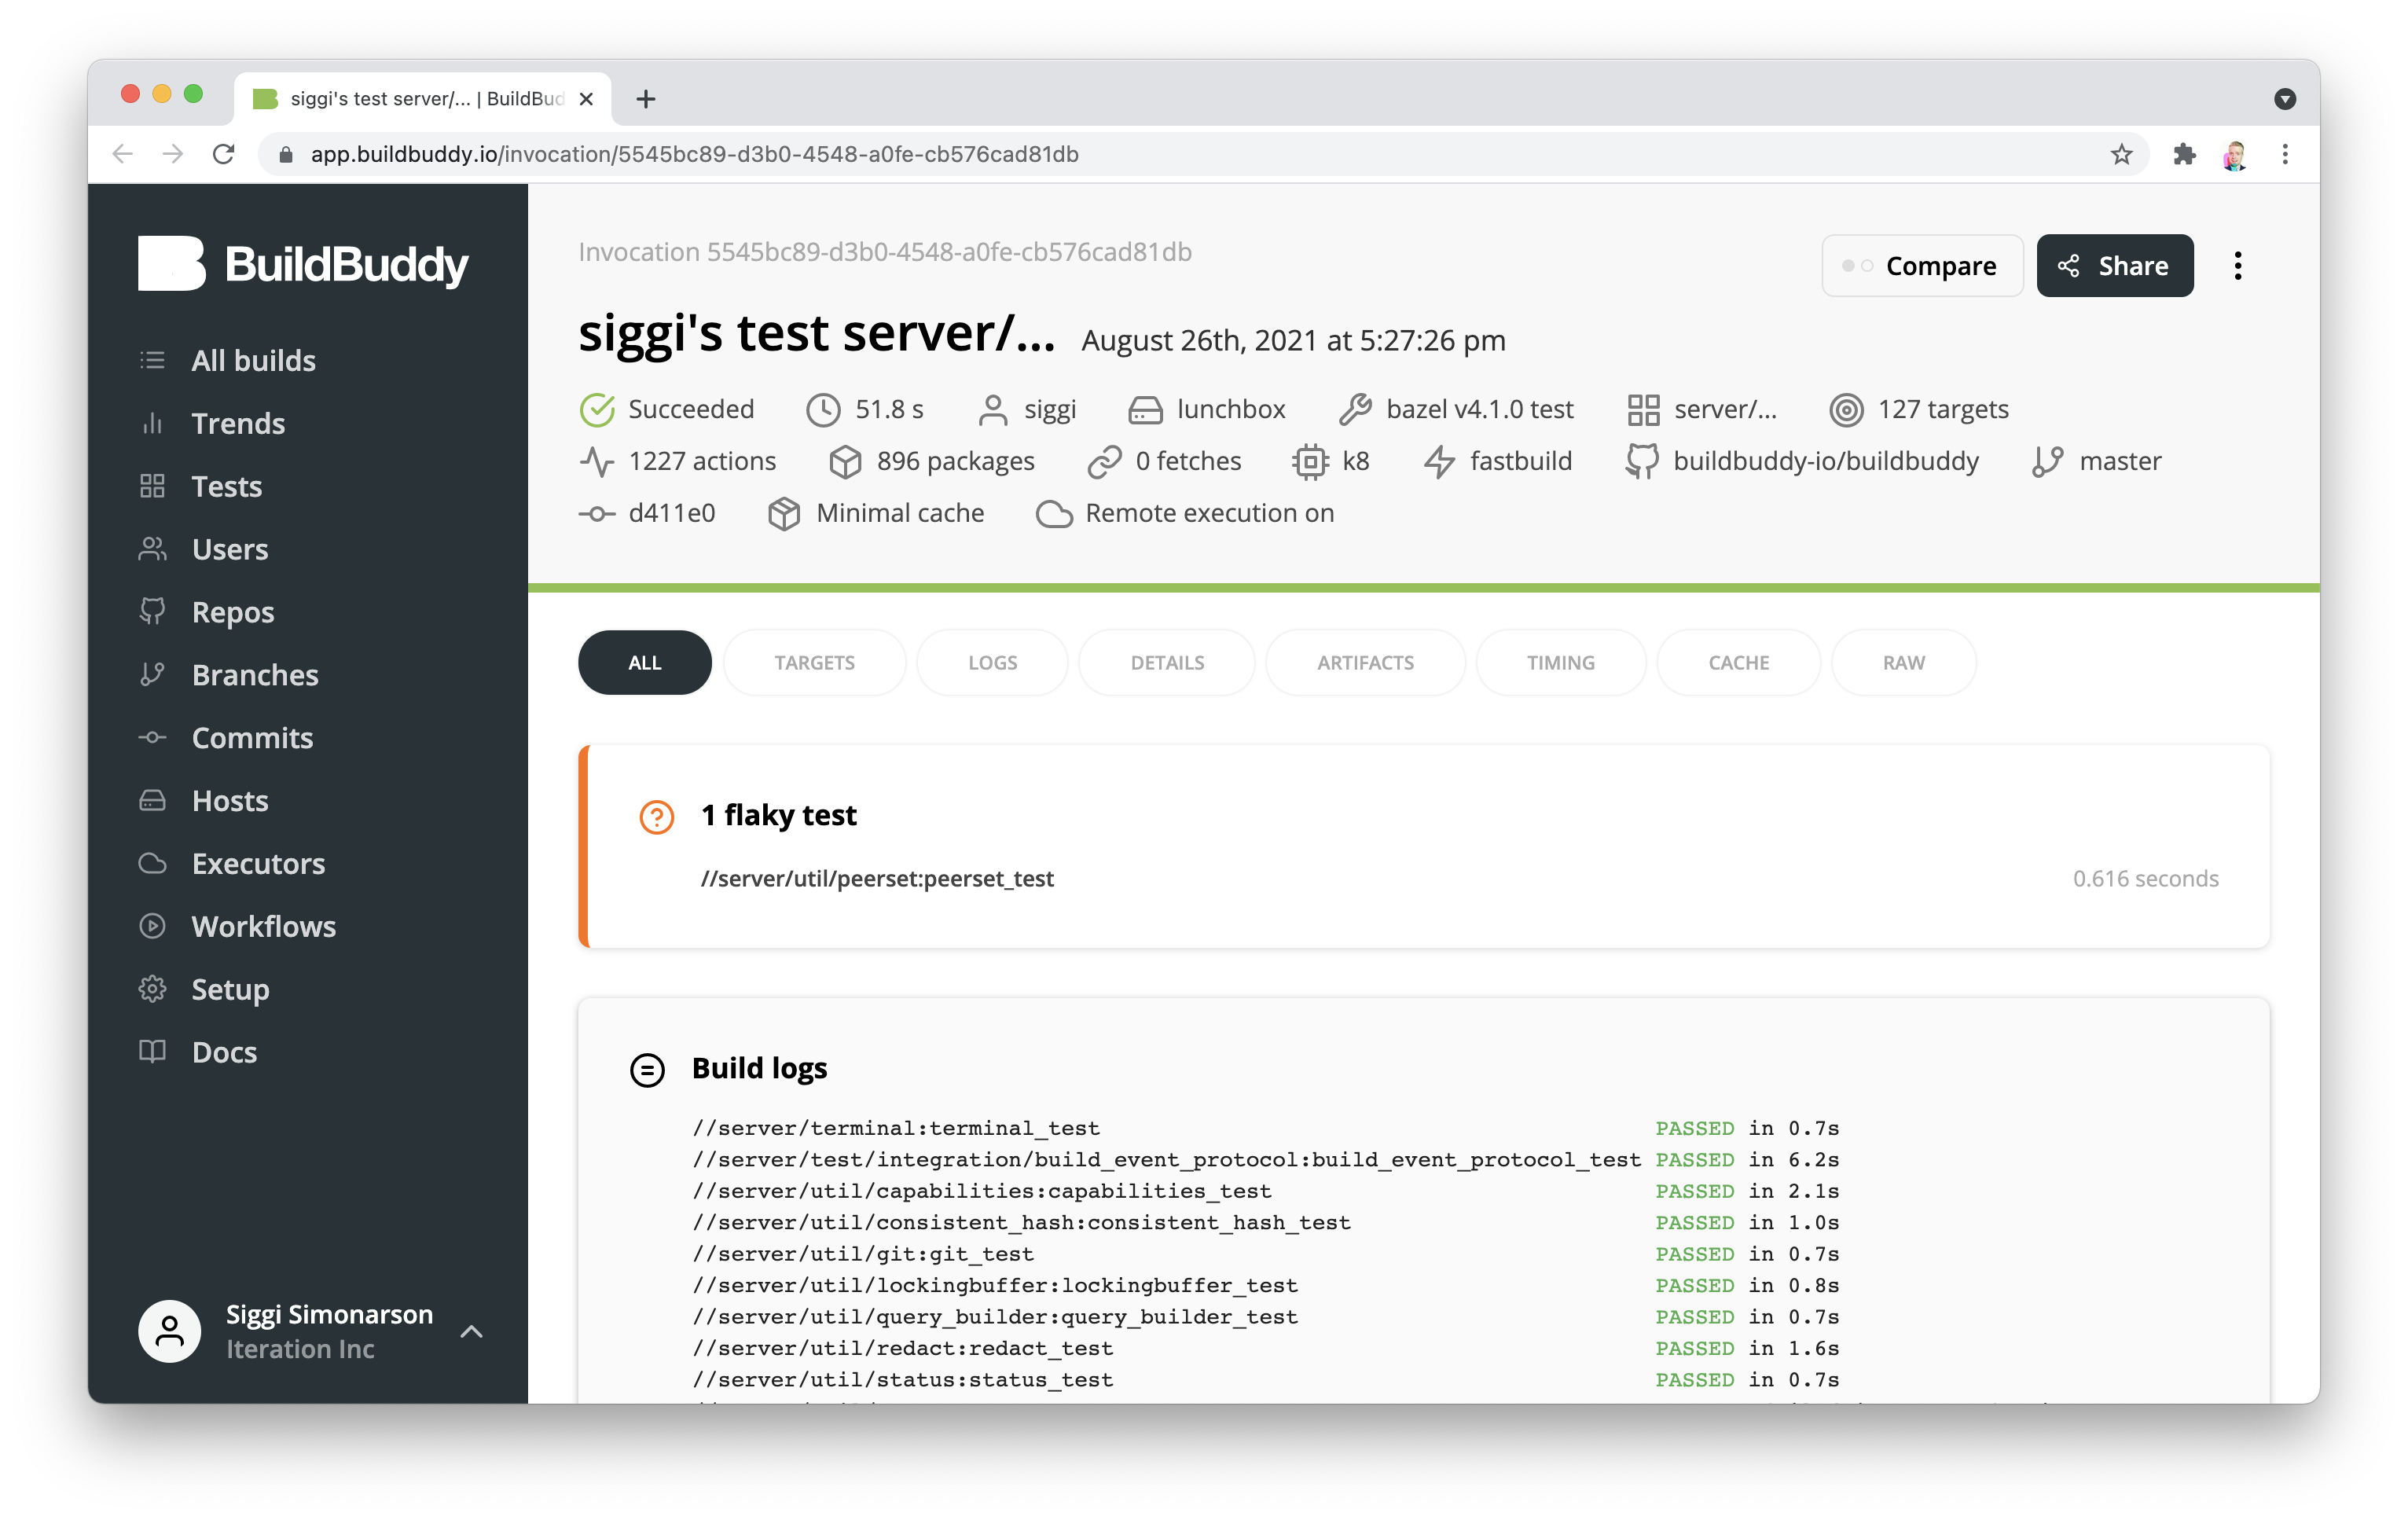 siggi's test server/... | BuildBud
app.buildbuddy.io/invocation/5545bc89-d3b0-4548-a0fe-cb576cad81db
BuildBuddy
All builds
Trends
Tests
Users
Repos
Branches
Commits
Hosts
Executors
Workflows
Setup
Docs
Siggi Simonarson
Iteration Inc
Invocation 5545bc89-d3b0-4548-a0fe-cb576cad81db
Compare
Share
siggi's test server/... August 26th, 2021 at 5:27:26 pm
Succeeded 51.8 s siggi lunchbox bazel v4.1.0 test server/... 127 targets
1227 actions 896 packages 0 fetches k8 fastbuild buildbuddy-io/buildbuddy master
d411e0 Minimal cache Remote execution on
ALL TARGETS LOGS DETAILS ARTIFACTS TIMING CACHE RAW
1 flaky test
//server/util/peerset:peerset_test 0.616 seconds
Build logs
//server/terminal:terminal_test PASSED in 0.7s
//server/test/integration/build_event_protocol:build_event_protocol_test PASSED in 6.2s
//server/util/capabilities:capabilities_test PASSED in 2.1s
//server/util/consistent_hash:consistent_hash_test PASSED in 1.0s
//server/util/git:git_test PASSED in 0.7s
//server/util/lockingbuffer:lockingbuffer_test PASSED in 0.8s
//server/util/query_builder:query_builder_test PASSED in 0.7s
//server/util/redact:redact_test PASSED in 1.6s
//server/util/status:status_test PASSED in 0.7s